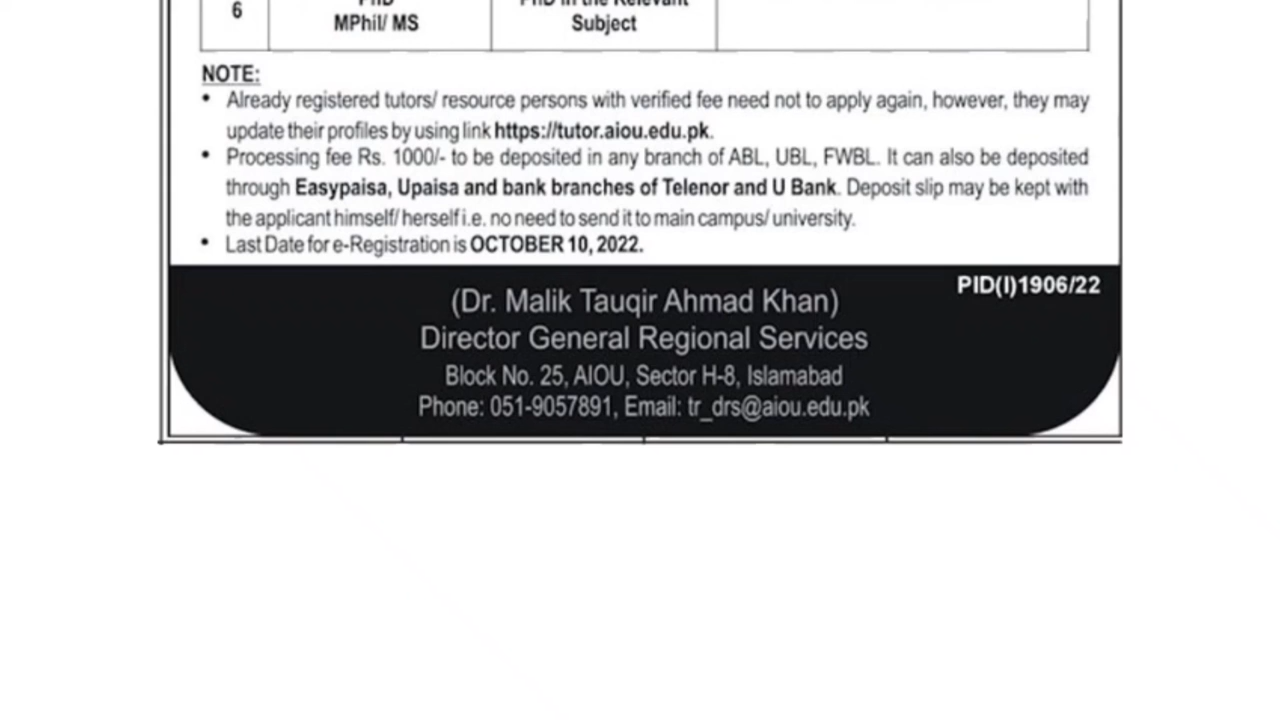 6
PhD
MPhil/ MS
PhD in the Relevant
Subject
NOTE:
• Already registered tutors/ resource persons with verified fee need not to apply again, however, they may
update their profiles by using link https://tutor.aiou.edu.pk.
• Processing fee Rs. 1000/- to be deposited in any branch of ABL, UBL, FWBL. It can also be deposited
through Easypaisa, Upaisa and bank branches of Telenor and U Bank. Deposit slip may be kept with
the applicant himself/ herself i.e. no need to send it to main campus/ university.
• Last Date for e-Registration is OCTOBER 10, 2022.
PID(I)1906/22
(Dr. Malik Tauqir Ahmad Khan)
Director General Regional Services
Block No. 25, AIOU, Sector H-8, Islamabad
Phone: 051-9057891, Email: tr_drs@aiou.edu.pk